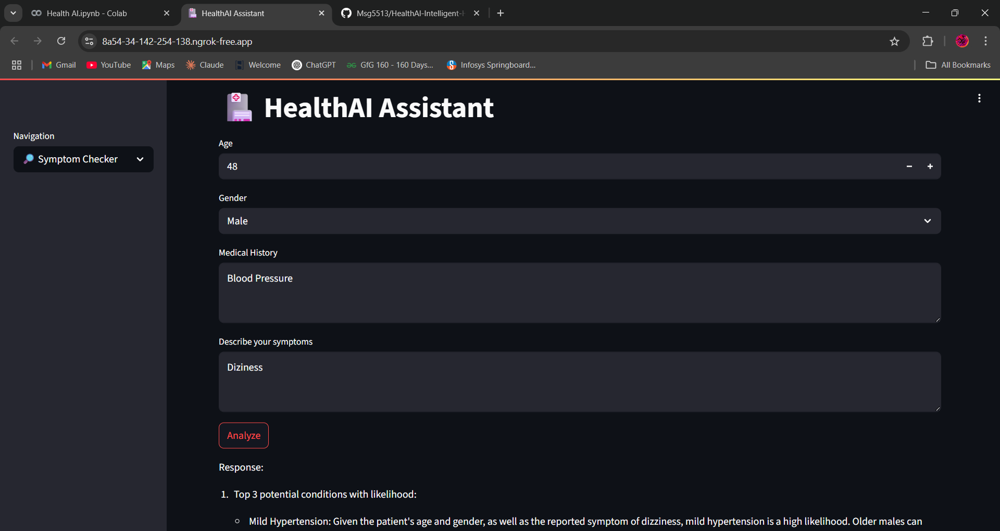 Health AI.ipynb - Colab
HealthAI Assistant
Msg5513/HealthAI-Intelligent-H
8a54-34-142-254-138.ngrok-free.app
Gmail
YouTube
Maps
Claude
Welcome
ChatGPT
GfG 160 - 160 Days...
Infosys Springboard...
All Bookmarks
Navigation
Symptom Checker
HealthAI Assistant
Age
48
Gender
Male
Medical History
Blood Pressure
Describe your symptoms
Diziness
Analyze
Response:
1. Top 3 potential conditions with likelihood:
Mild Hypertension: Given the patient's age and gender, as well as the reported symptom of dizziness, mild hypertension is a high likelihood. Older males can